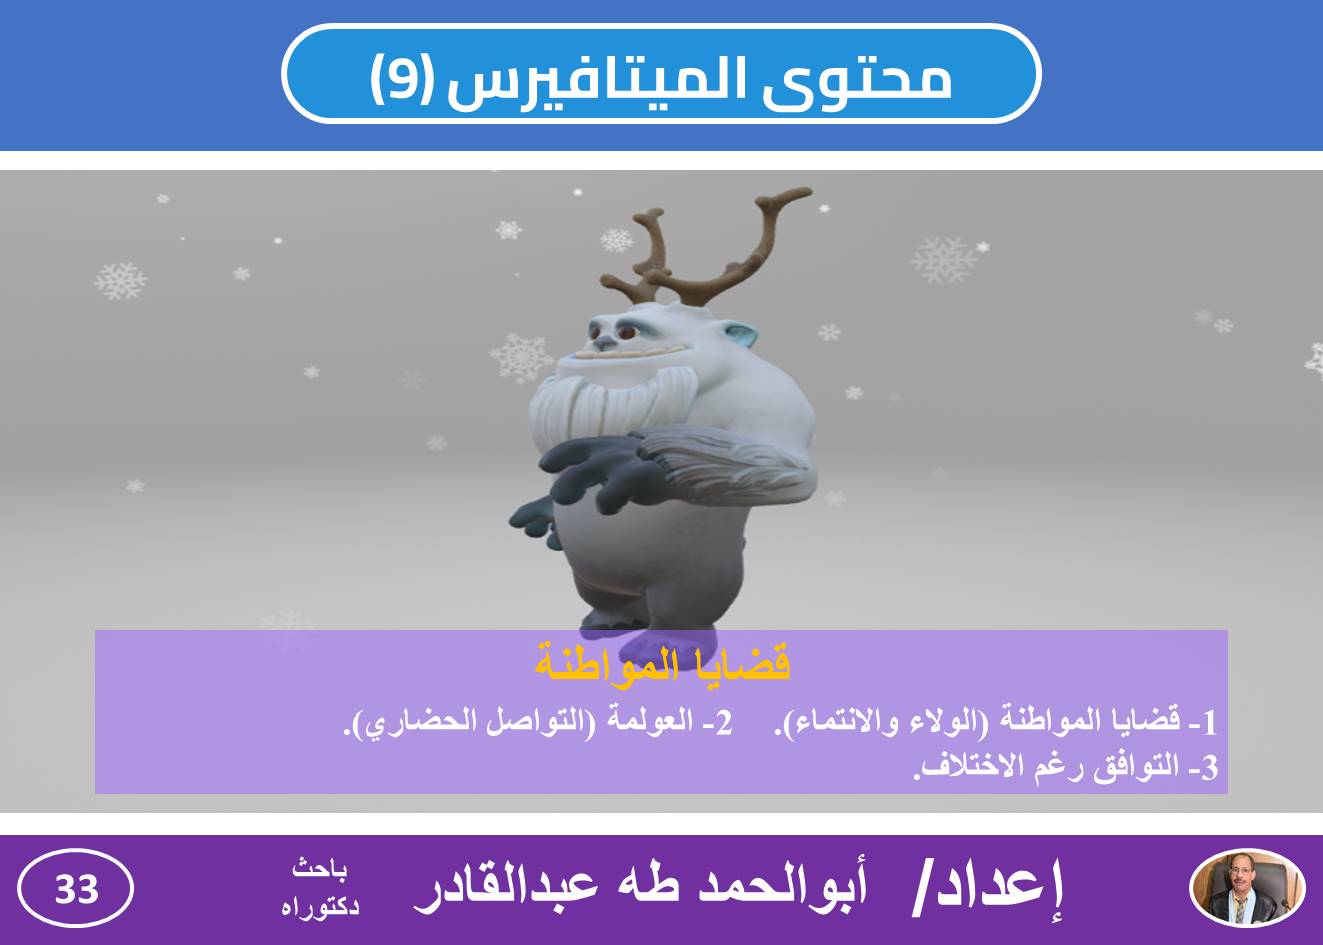 محتوى الميتافيرس (9)
قضايا المواطنة
1- قضايا المواطنة (الولاء والانتماء). 2- العولمة (التواصل الحضاري).
3- التوافق رغم الاختلاف.
إعداد/ أبوالحمد طه عبدالقادر
باحث
دكتوراه
33